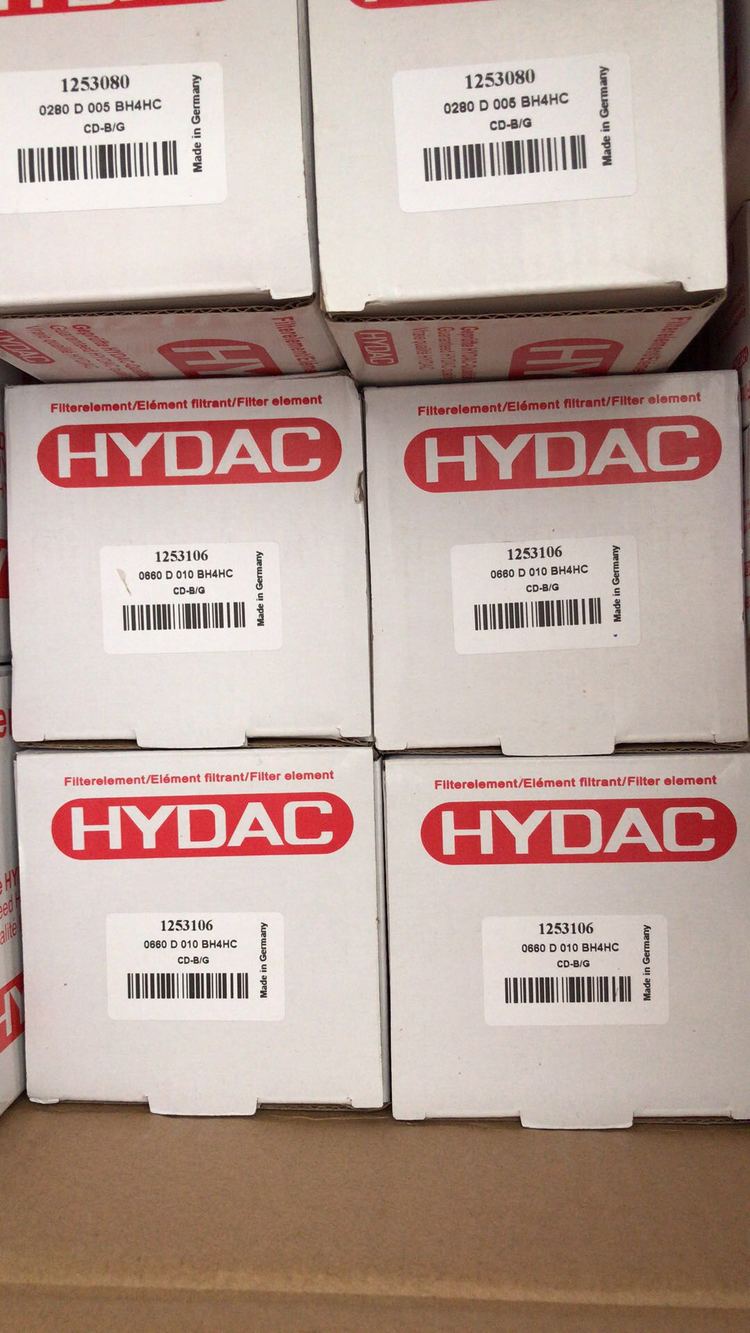 1253080
0280 D 005 BH4HC
CD-B/G
Made in Germany
1253080
0280 D 005 BH4HC
CD-B/G
Made in Germany
HYDAC
Filterelement/Elément filtrant/Filter element
HYDAC
1253106
0660 D 010 BH4HC
CD-B/G
Made in Germany
Filterelement/Elément filtrant/Filter element
HYDAC
1253106
0660 D 010 BH4HC
CD-B/G
Made in Germany
Filterelement/Elément filtrant/Filter element
HYDAC
1253106
0660 D 010 BH4HC
CD-B/G
Made in Germany
Filterelement/Elément filtrant/Filter element
HYDAC
1253106
0660 D 010 BH4HC
CD-B/G
Made in Germany